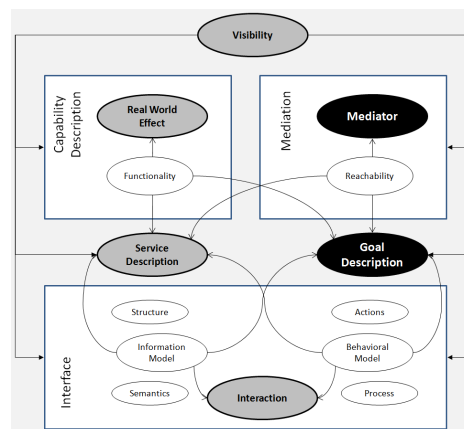 Visibility
Capability
Description
Real World
Effect
Functionality
Mediation
Mediator
Reachability
Service
Description
Goal
Description
Interface
Structure
Information
Model
Semantics
Actions
Behavioral
Model
Process
Interaction